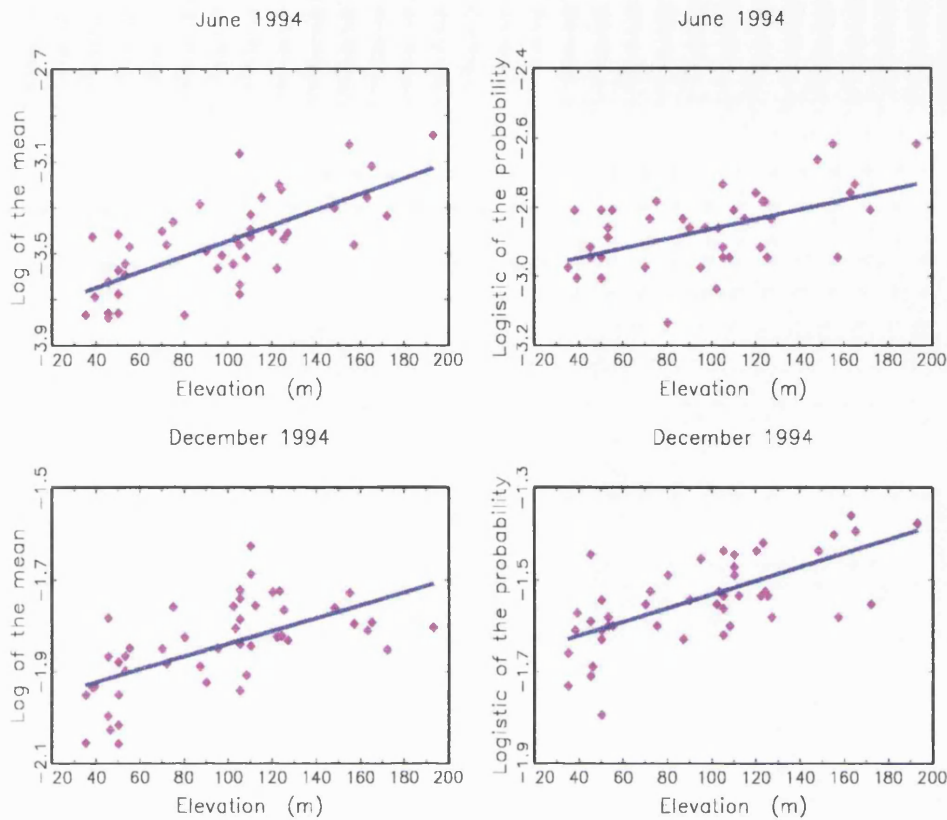 June 1994
Log of the mean
-2.7
-3.1
-3.5
-3.9
20 40 60 80 100 120 140 160 180 200
Elevation (m)
June 1994
Logistic of the probability
-2.4
-2.6
-2.8
-3.0
-3.2
20 40 60 80 100 120 140 160 180 200
Elevation (m)
December 1994
Log of the mean
-1.5
-1.7
-1.9
-2.1
20 40 60 80 100 120 140 160 180 200
Elevation (m)
December 1994
Logistic of the probability
-1.3
-1.5
-1.7
-1.9
20 40 60 80 100 120 140 160 180 200
Elevation (m)